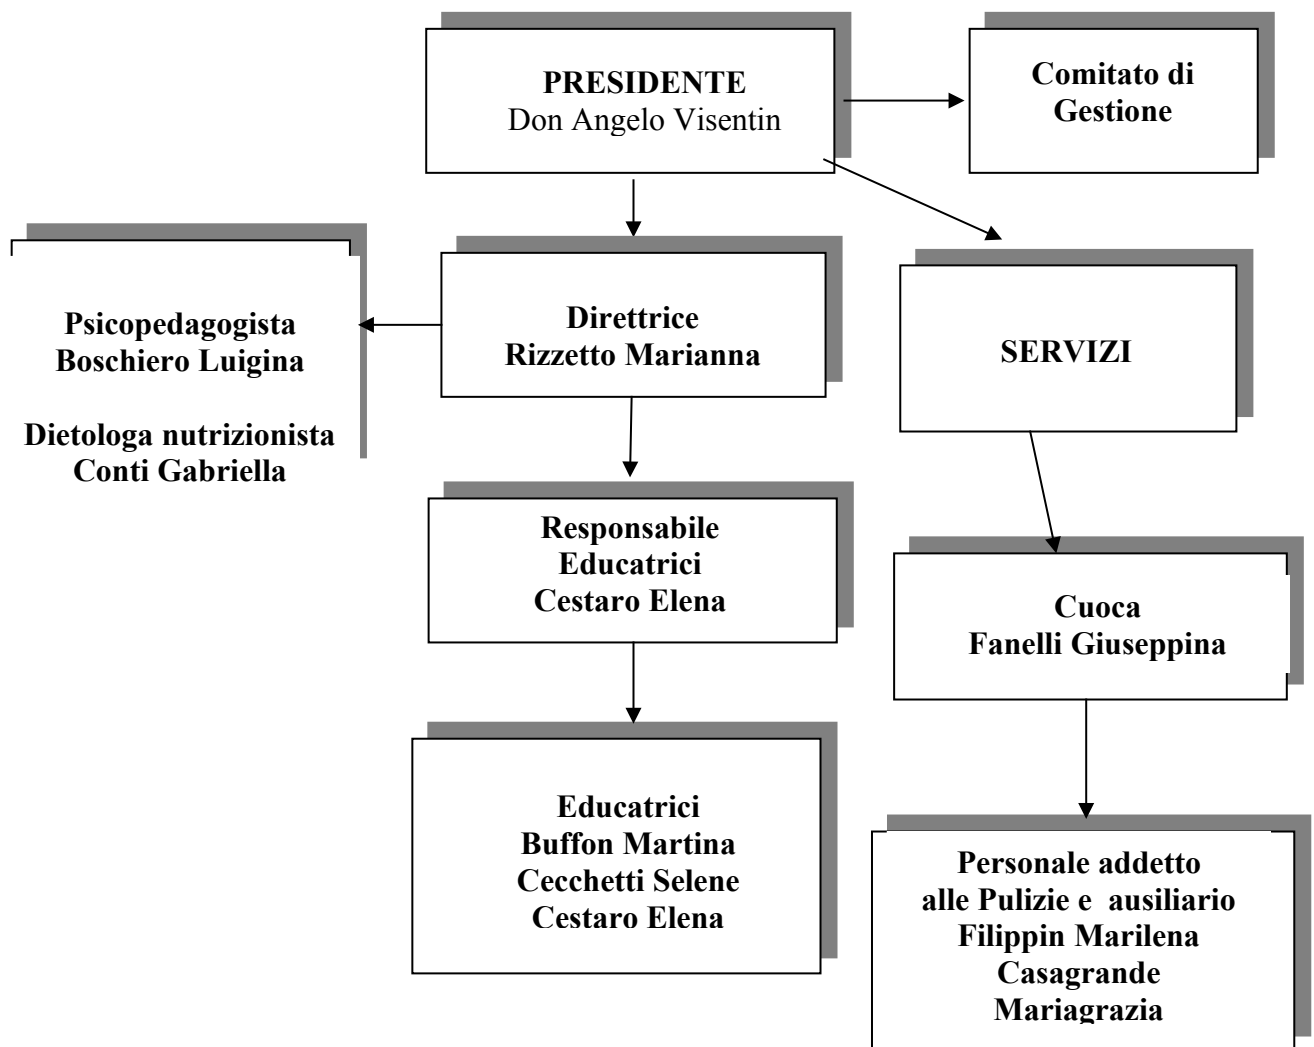 PRESIDENTE
Don Angelo Visentin
Comitato di
Gestione
Psicopedagogista
Boschiero Luigina
Dietologa nutrizionista
Conti Gabriella
Direttrice
Rizzetto Marianna
SERVIZI
Responsabile
Educatrici
Cestaro Elena
Cuoca
Fanelli Giuseppina
Educatrici
Buffon Martina
Cecchetti Selene
Cestaro Elena
Personale addetto
alle Pulizie e  ausiliario
Filippin Marilena
Casagrande
Mariagrazia